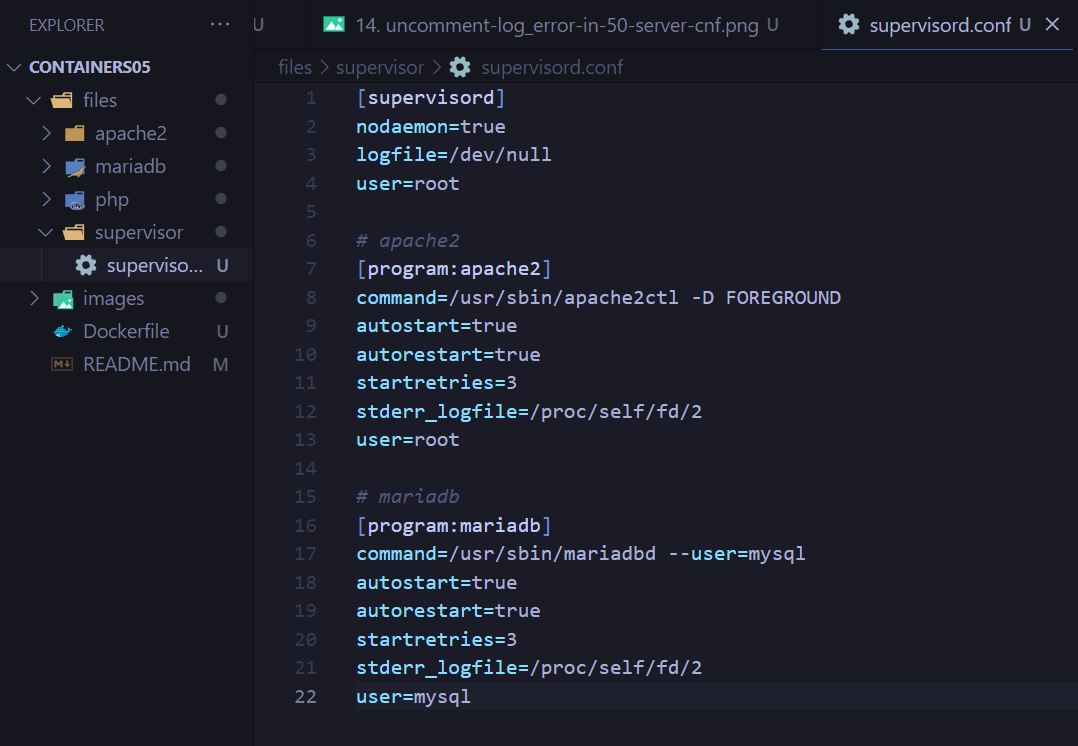 EXPLORER ···
CONTAINERS05
files
apache2
mariadb
php
supervisor
superviso... U
images
Dockerfile U
README.md M
U
14. uncomment-log_error-in-50-server-cnf.png U
supervisord.conf U
files > supervisor > supervisord.conf
1 [supervisord]
2 nodaemon=true
3 logfile=/dev/null
4 user=root
5
6 # apache2
7 [program:apache2]
8 command=/usr/sbin/apache2ctl -D FOREGROUND
9 autostart=true
10 autorestart=true
11 startretries=3
12 stderr_logfile=/proc/self/fd/2
13 user=root
14
15 # mariadb
16 [program:mariadb]
17 command=/usr/sbin/mariadbd --user=mysql
18 autostart=true
19 autorestart=true
20 startretries=3
21 stderr_logfile=/proc/self/fd/2
22 user=mysql